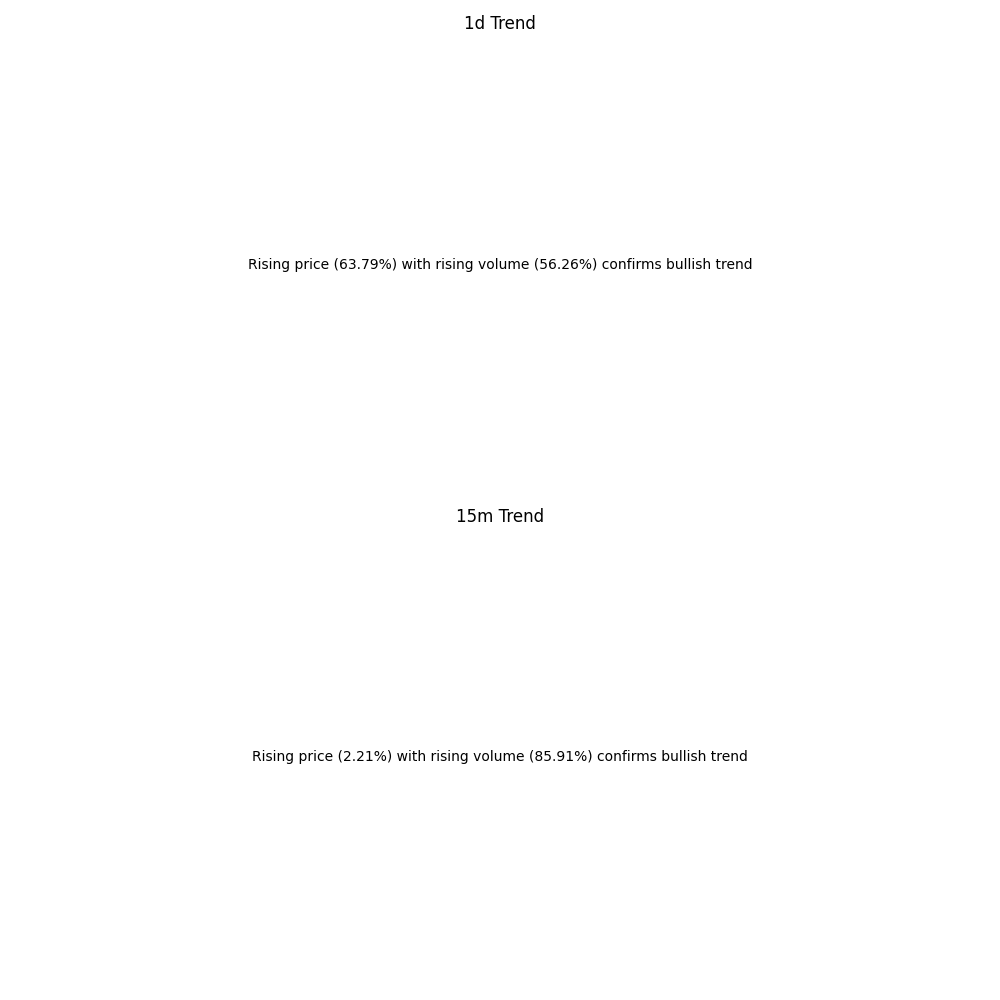 1d Trend
Rising price (63.79%) with rising volume (56.26%) confirms bullish trend
15m Trend
Rising price (2.21%) with rising volume (85.91%) confirms bullish trend